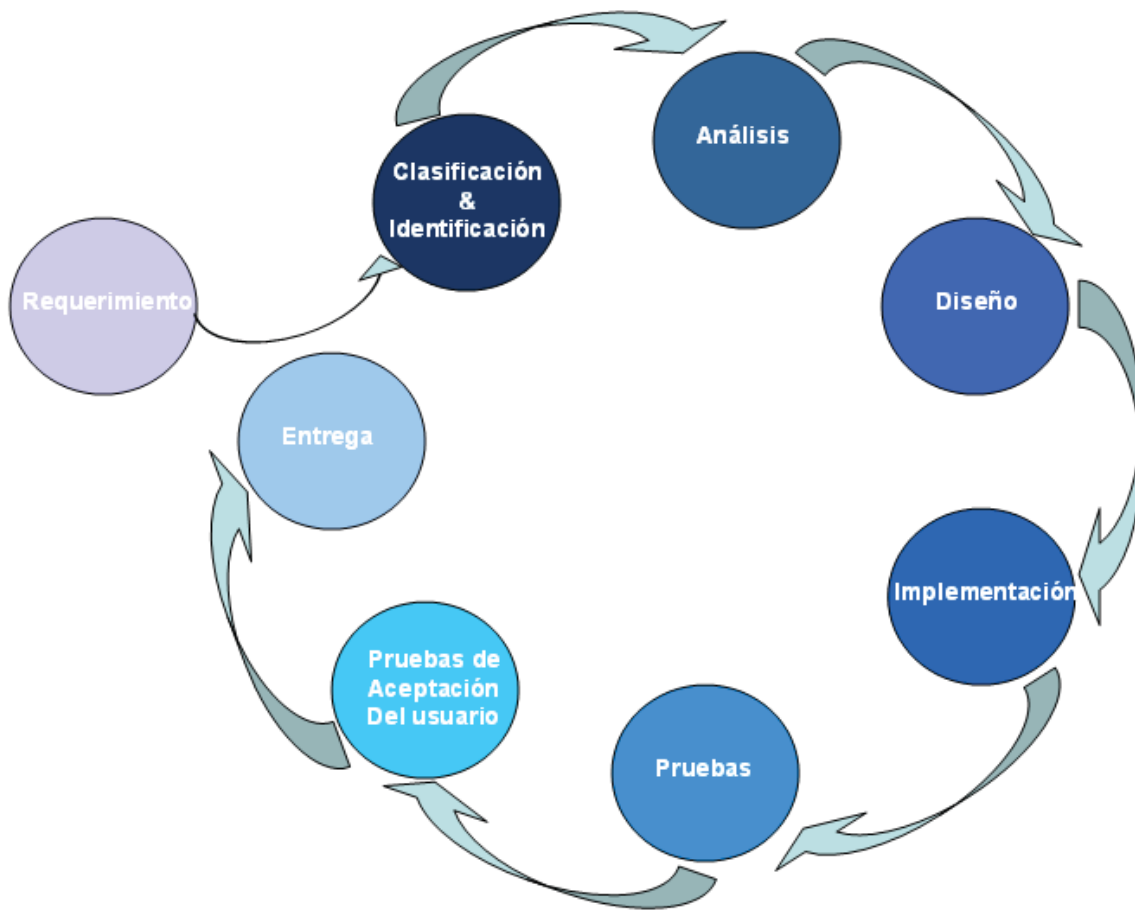 Requerimiento
Clasificación
&
Identificación
Análisis
Diseño
Implementación
Pruebas
Pruebas de
Aceptación
Del usuario
Entrega